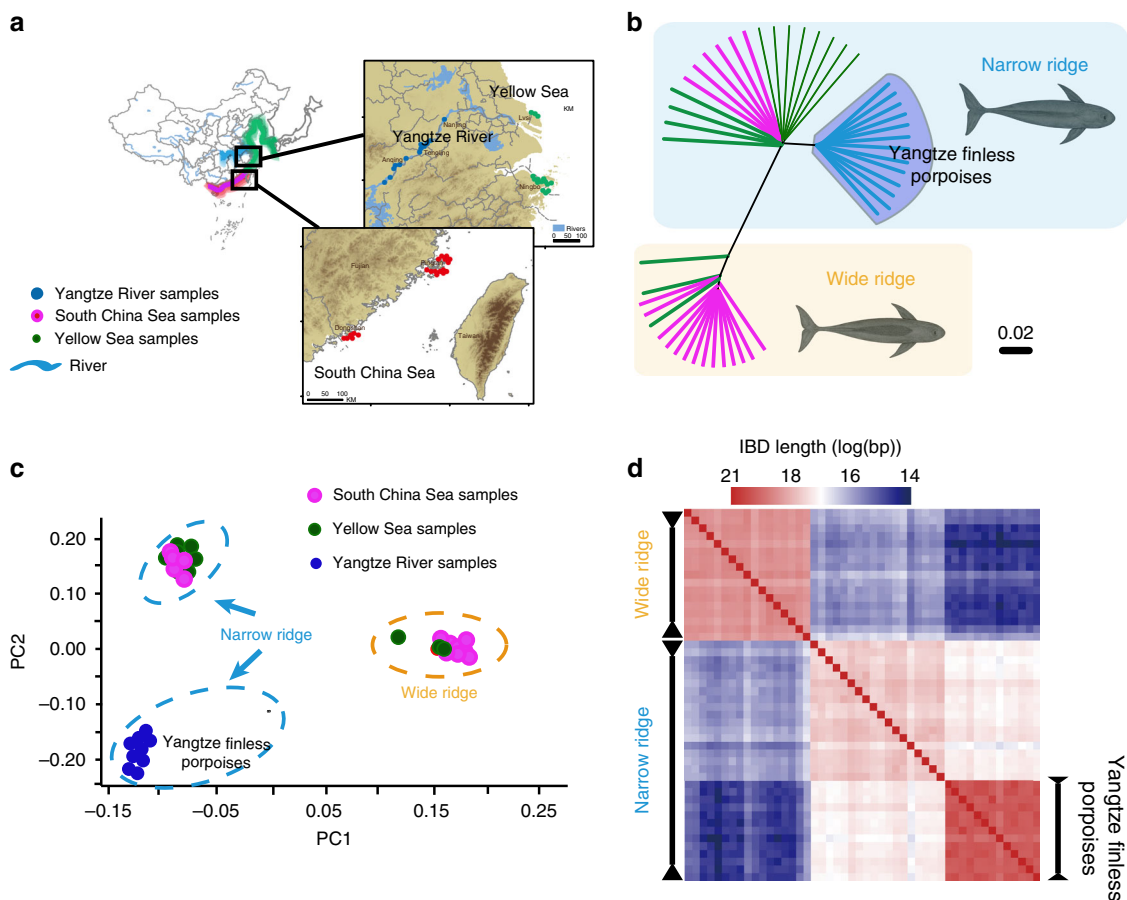 a
Yellow Sea
KM
Lvsi
Nanjing
Yangtze River
Tongling
Anqing
Ningbo
Rivers
0 50 100
Fujian
Dongshan
Taiwan
South China Sea
0 50 100
KM
Yangtze River samples
South China Sea samples
Yellow Sea samples
River
b
Narrow ridge
Yangtze finless
porpoises
Wide ridge
0.02
c
South China Sea samples
Yellow Sea samples
Yangtze River samples
0.20
0.10
0.00
−0.10
−0.20
PC2
Narrow ridge
Wide ridge
Yangtze finless
porpoises
−0.15
−0.05
0.05
0.15
0.25
PC1
d
IBD length (log(bp))
21 18 16 14
Wide ridge
Narrow ridge
Yangtze finless
porpoises